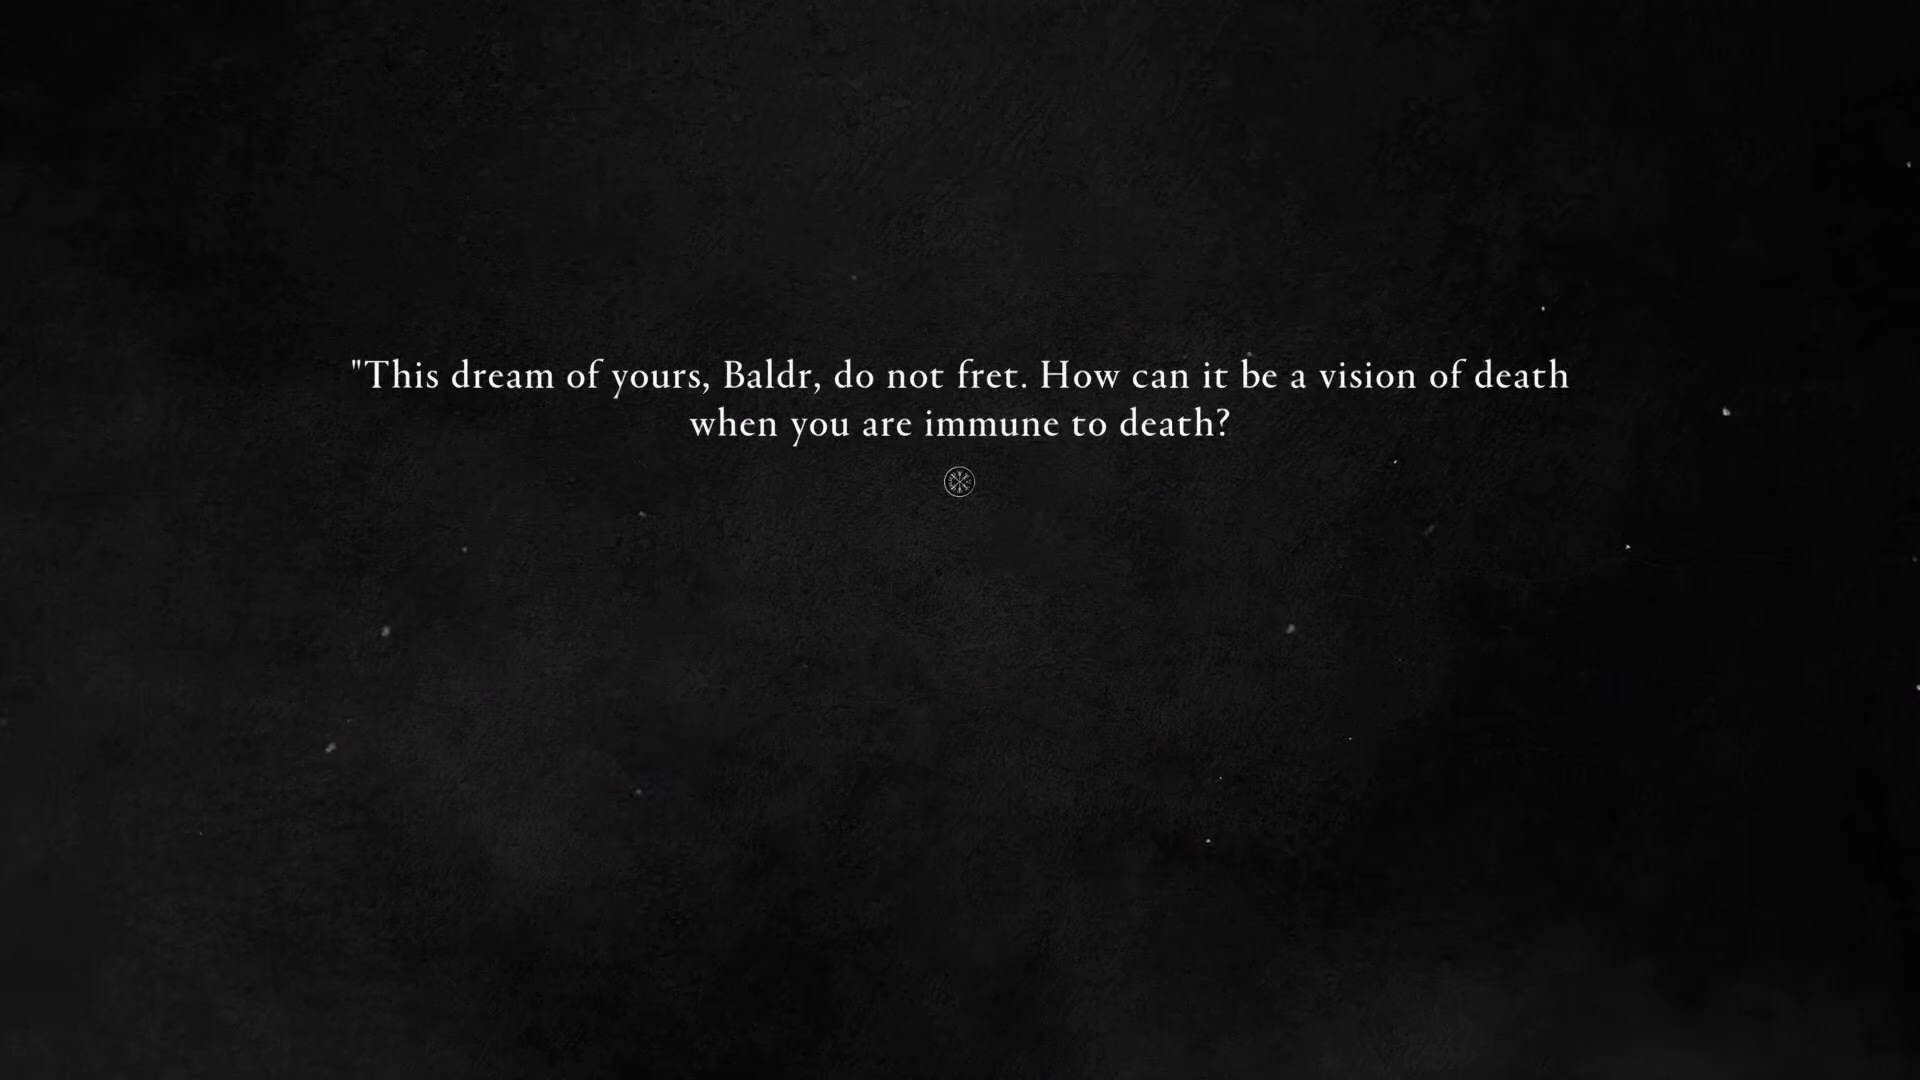 "This dream of yours, Baldr, do not fret. How can it be a vision of death
when you are immune to death?